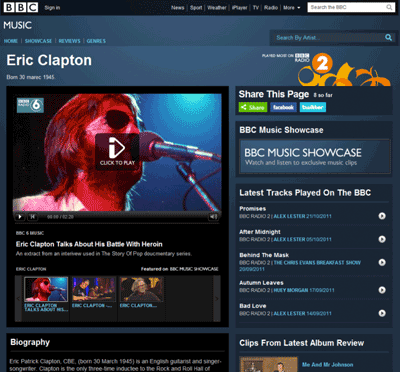 BBC Sign in News Sport Weather iPlayer TV Radio More Search the BBC
MUSIC
HOME SHOWCASE REVIEWS GENRES
Search By Artist
Eric Clapton
PLAYED MOST ON BBC RADIO 2
Born 30 marec 1945.
Share This Page 0 so far
Share facebook twitter
BBC RADIO 6
CLICK TO PLAY
00:00 / 02:28
BBC 6 MUSIC
Eric Clapton Talks About His Battle With Heroin
An extract from an interview used in The Story Of Pop documentary series.
ERIC CLAPTON Featured on BBC MUSIC SHOWCASE
ERIC CLAPTON TALKS ABOUT HIS...
ERIC CLAPTON...
ERIC CLAPTON...
BBC Music Showcase
BBC MUSIC SHOWCASE
Watch and listen to exclusive music clips
Latest Tracks Played On The BBC
Promises
BBC RADIO 2 | ALEX LESTER 21/10/2011
After Midnight
BBC RADIO 2 | ALEX LESTER 05/10/2011
Behind The Mask
BBC RADIO 2 | THE CHRIS EVANS BREAKFAST SHOW
20/09/2011
Autumn Leaves
BBC RADIO 2 | HUEY MORGAN 17/09/2011
Bad Love
BBC RADIO 2 | ALEX LESTER 14/09/2011
Biography
Eric Patrick Clapton, CBE, (born 30 March 1945) is an English guitarist and singer-
songwriter. Clapton is the only three-time inductee to the Rock and Roll Hall of
Clips From Latest Album Review
Me And Mr Johnson